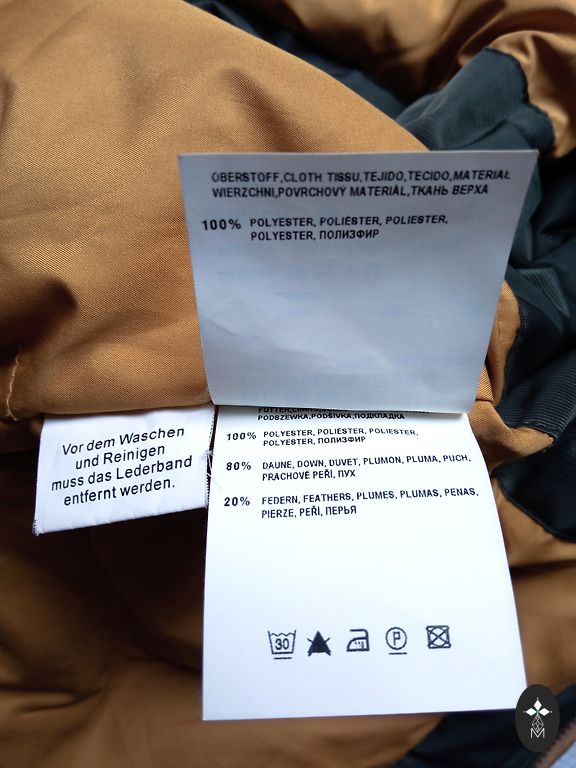 OBERSTOFF,CLOTH TISSU,TEJIDO,TECIDO,MATERIAŁ
WIERZCHNI,POVRCHOVÝ MATERIÁL,ТКАНЬ ВЕРХА
100% POLYESTER, POLIÉSTER, POLIESTER,
POLYESTER, ПОЛИЗФИР
PODSZEWKA,PODŠÍVKA,ПОДКЛАДКА
100% POLYESTER, POLIÉSTER, POLIESTER,
POLYESTER, ПОЛИЗФИР
80% DAUNE, DOWN, DUVET, PLUMON, PLUMA, PUCH,
PRACHOVÉ PEŘÍ, ПУХ
20% FEDERN, FEATHERS, PLUMES, PLUMAS, PENAS,
PIERZE, PEŘÍ, ПЕРЬЯ
30
P
Vor dem Waschen
und Reinigen
muss das Lederband
entfernt werden.
M